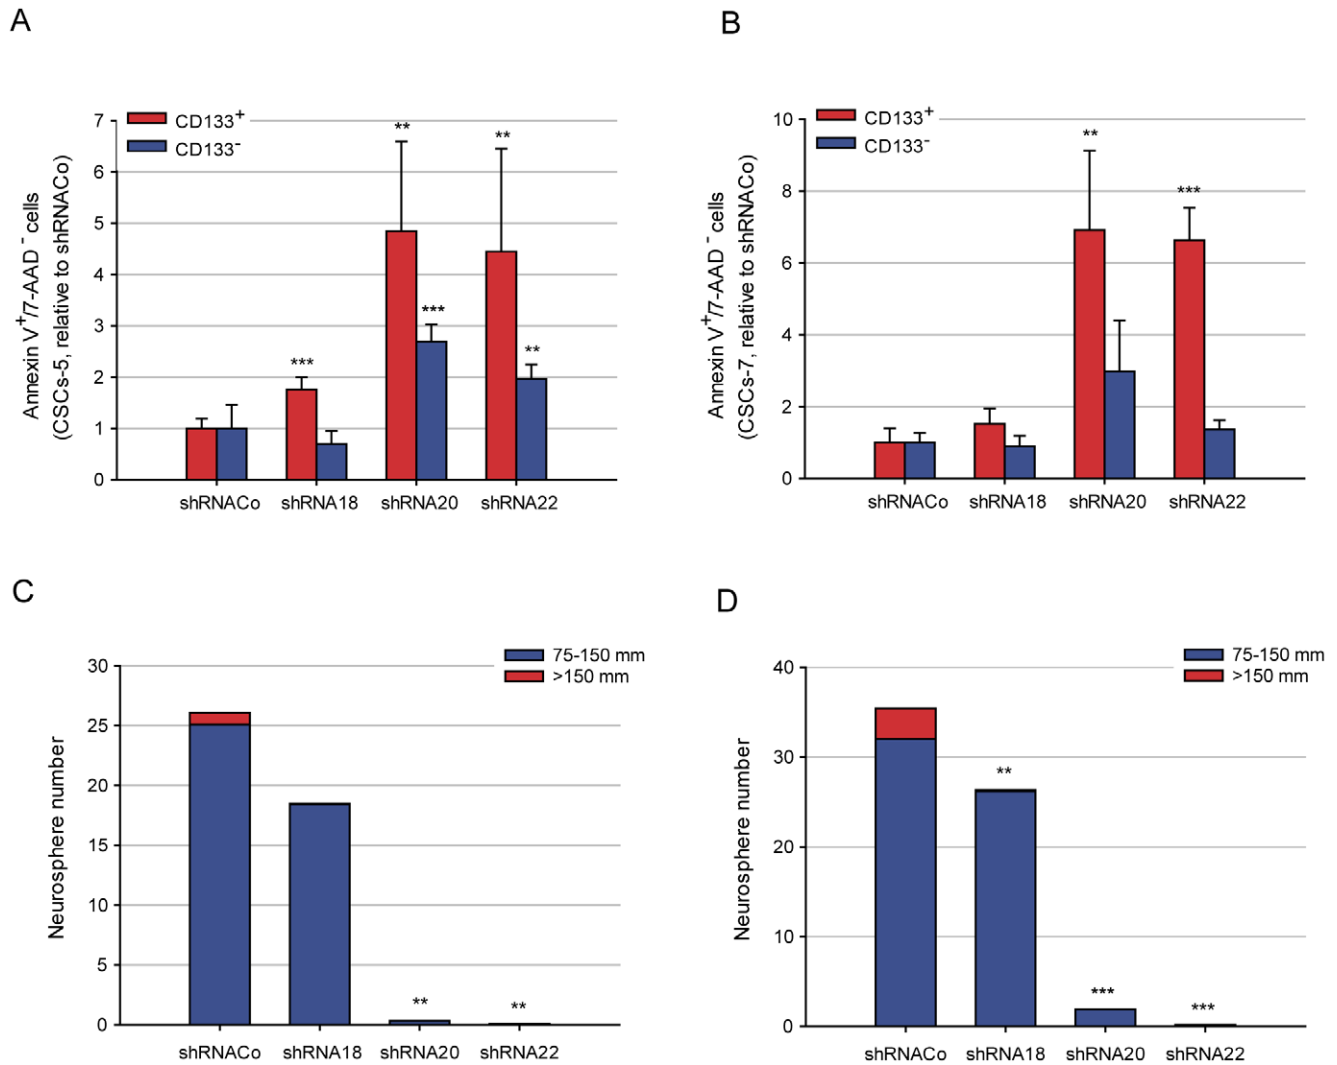 A
CD133+
CD133-
Annexin V+/7-AAD - cells
(CSCs-5, relative to shRNACo)
7
6
5
4
3
2
1
0
***
**
***
**
**
shRNACo
shRNA18
shRNA20
shRNA22
B
CD133+
CD133-
Annexin V+/7-AAD - cells
(CSCs-7, relative to shRNACo)
10
8
6
4
2
0
**
***
shRNACo
shRNA18
shRNA20
shRNA22
C
75-150 mm
>150 mm
Neurosphere number
30
25
20
15
10
5
0
**
**
shRNACo
shRNA18
shRNA20
shRNA22
D
75-150 mm
>150 mm
Neurosphere number
40
30
20
10
0
**
***
***
shRNACo
shRNA18
shRNA20
shRNA22